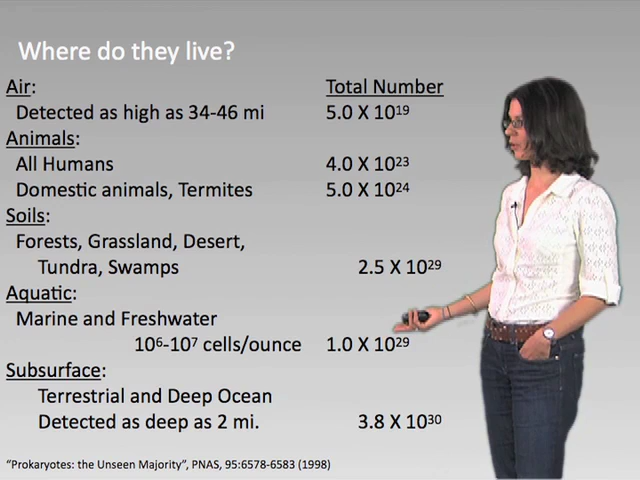 Where do they live?
Air: Total Number
Detected as high as 34-46 mi 5.0 X 10¹⁹
Animals:
All Humans 4.0 X 10²³
Domestic animals, Termites 5.0 X 10²⁴
Soils:
Forests, Grassland, Desert,
Tundra, Swamps 2.5 X 10²⁹
Aquatic:
Marine and Freshwater
10⁶-10⁷ cells/ounce 1.0 X 10²⁹
Subsurface:
Terrestrial and Deep Ocean
Detected as deep as 2 mi. 3.8 X 10³⁰
"Prokaryotes: the Unseen Majority", PNAS, 95:6578-6583 (1998)